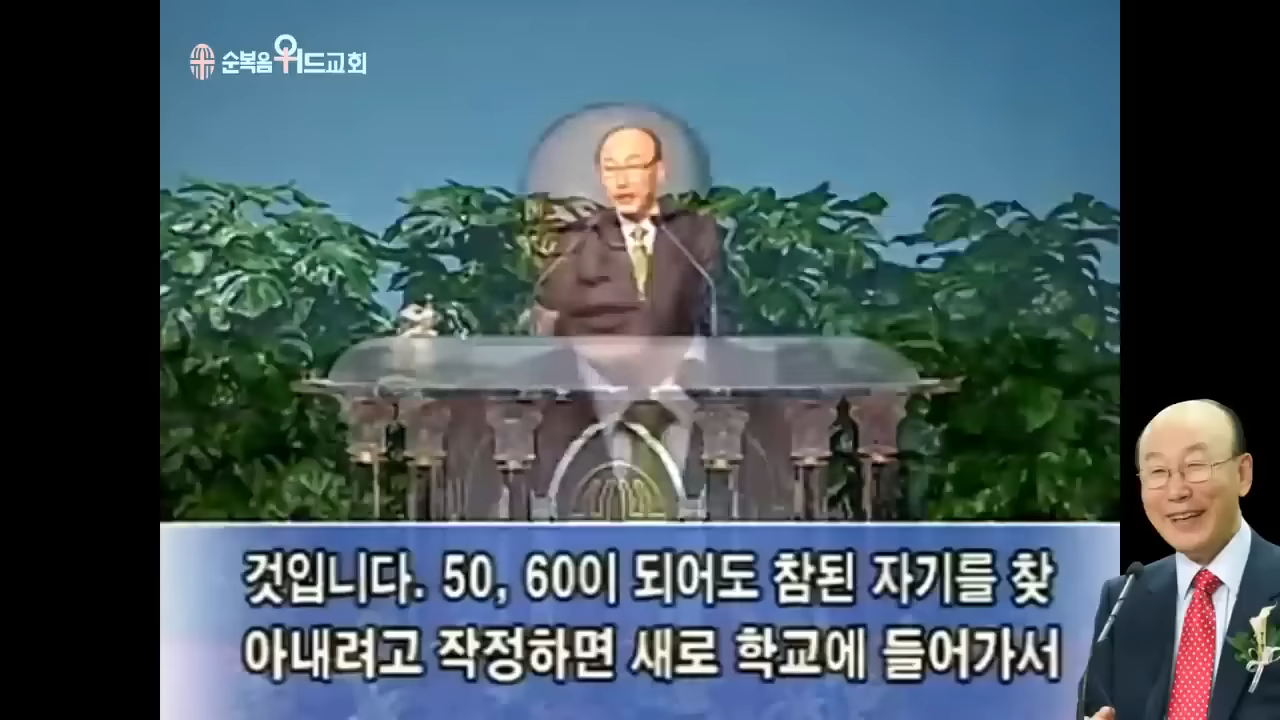 순복음위드교회
것입니다. 50, 60이 되어도 참된 자기를 찾
아내려고 작정하면 새로 학교에 들어가서